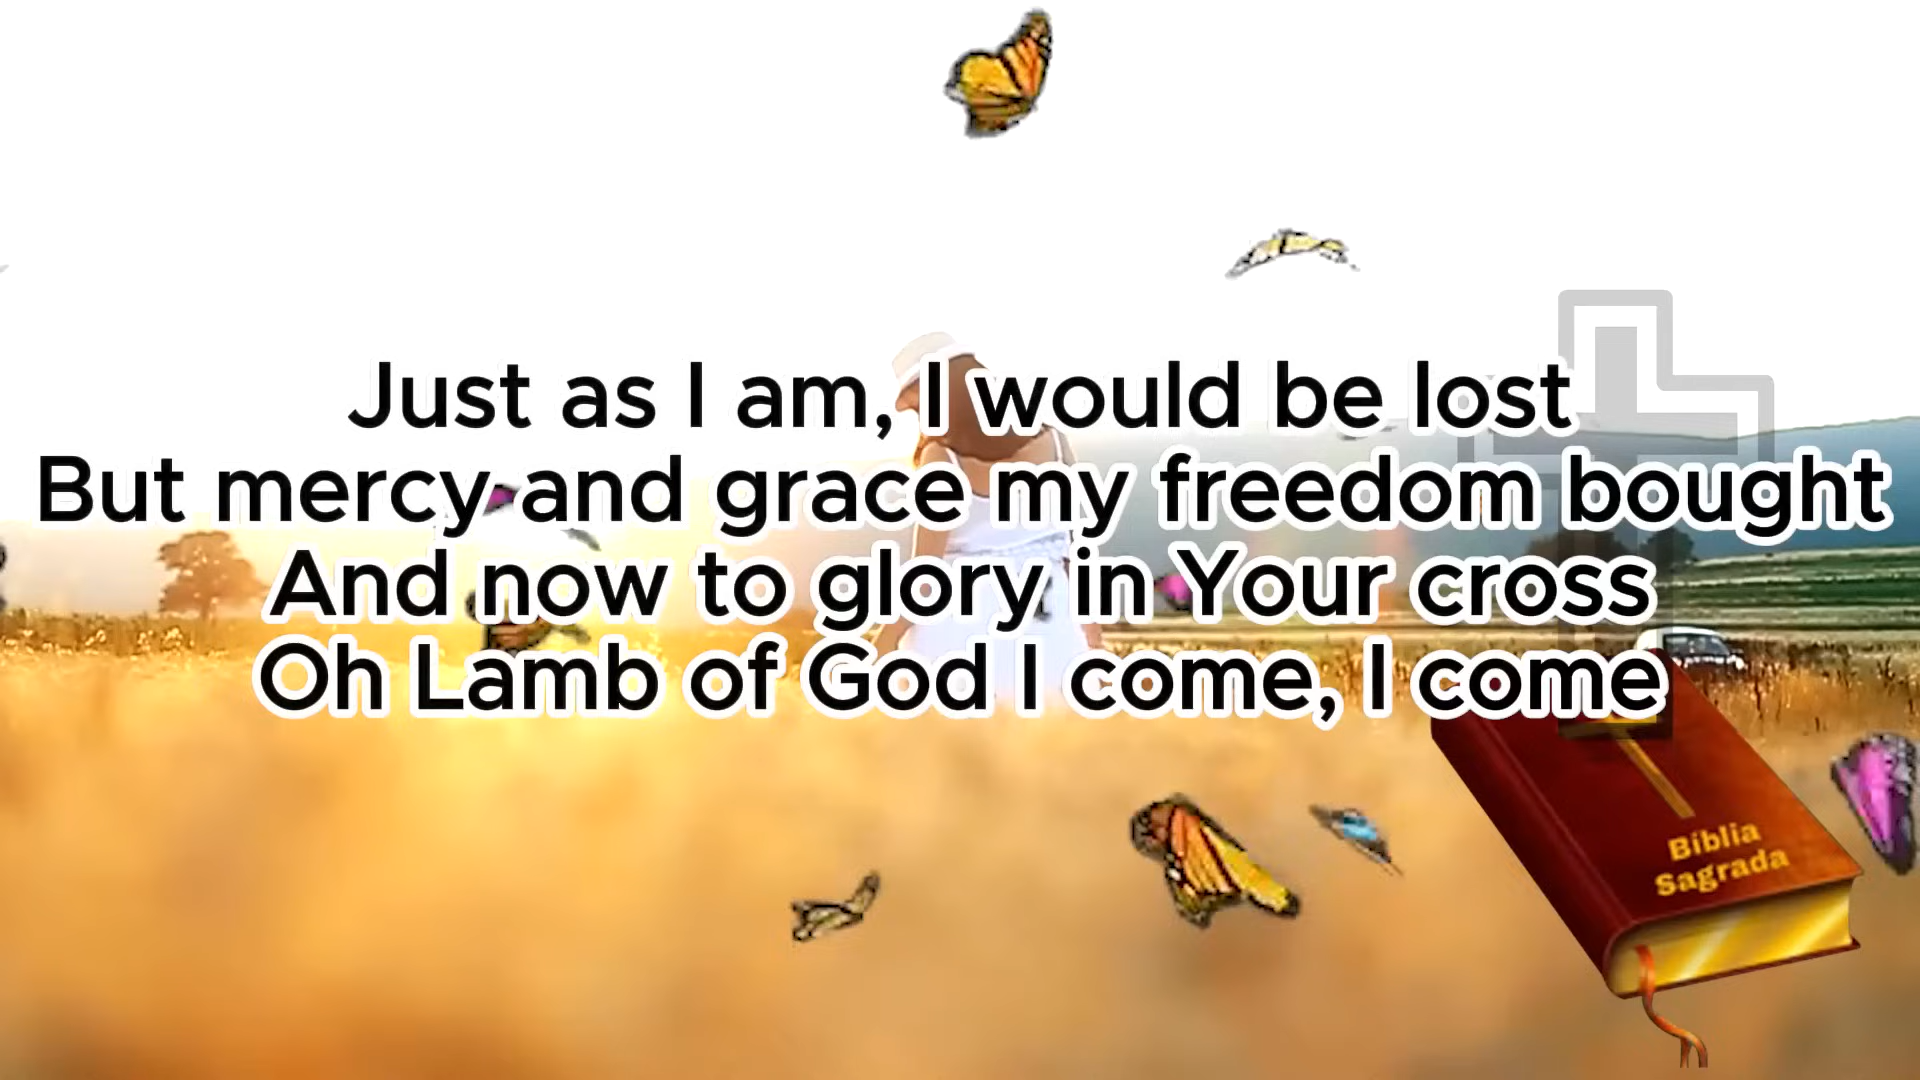 Just as I am, I would be lost
But mercy and grace my freedom bought
And now to glory in Your cross
Oh Lamb of God I come, I come
Bíblia
Sagrada